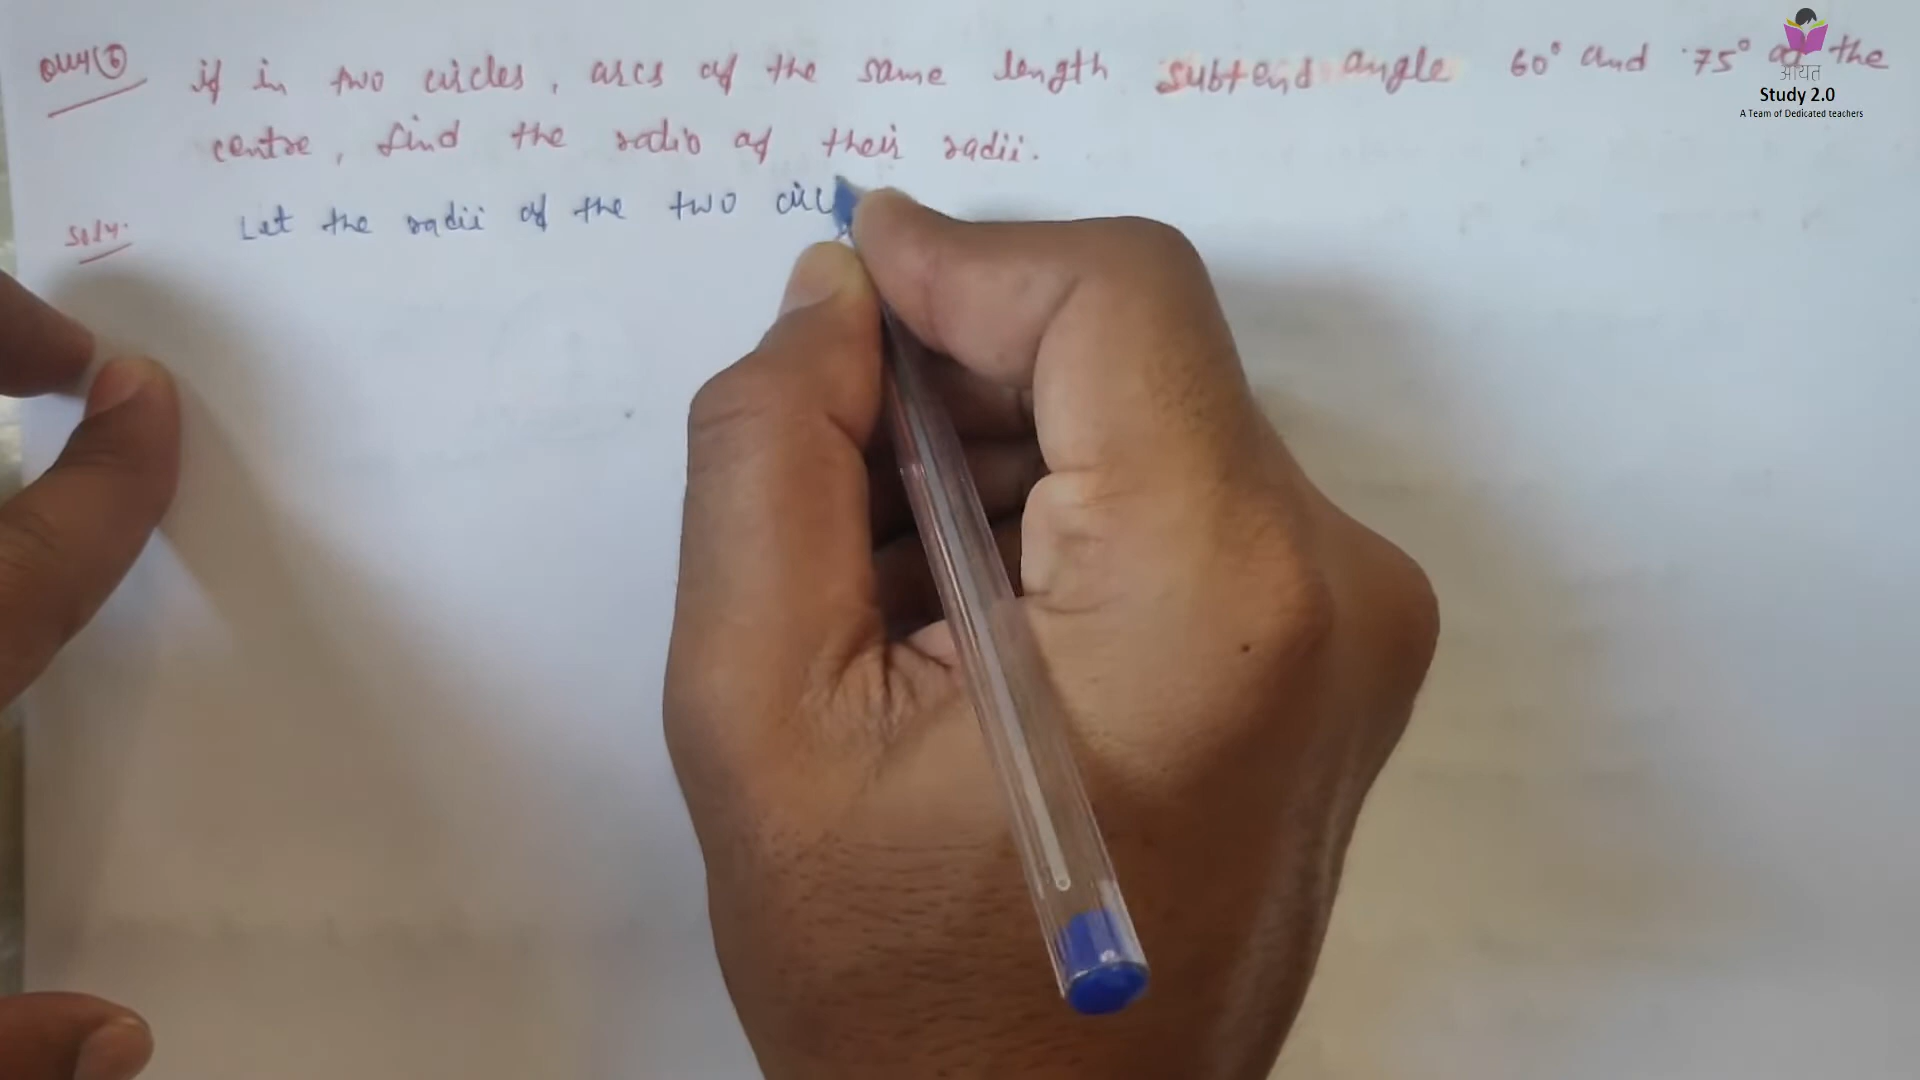 Qun(6) if in two circles, arcs of the same length subtend angle 60° and 75° at the
centre, find the ratio of their radii.
Soln. Let the radii of the two circ
आयत
Study 2.0
A Team of Dedicated teachers